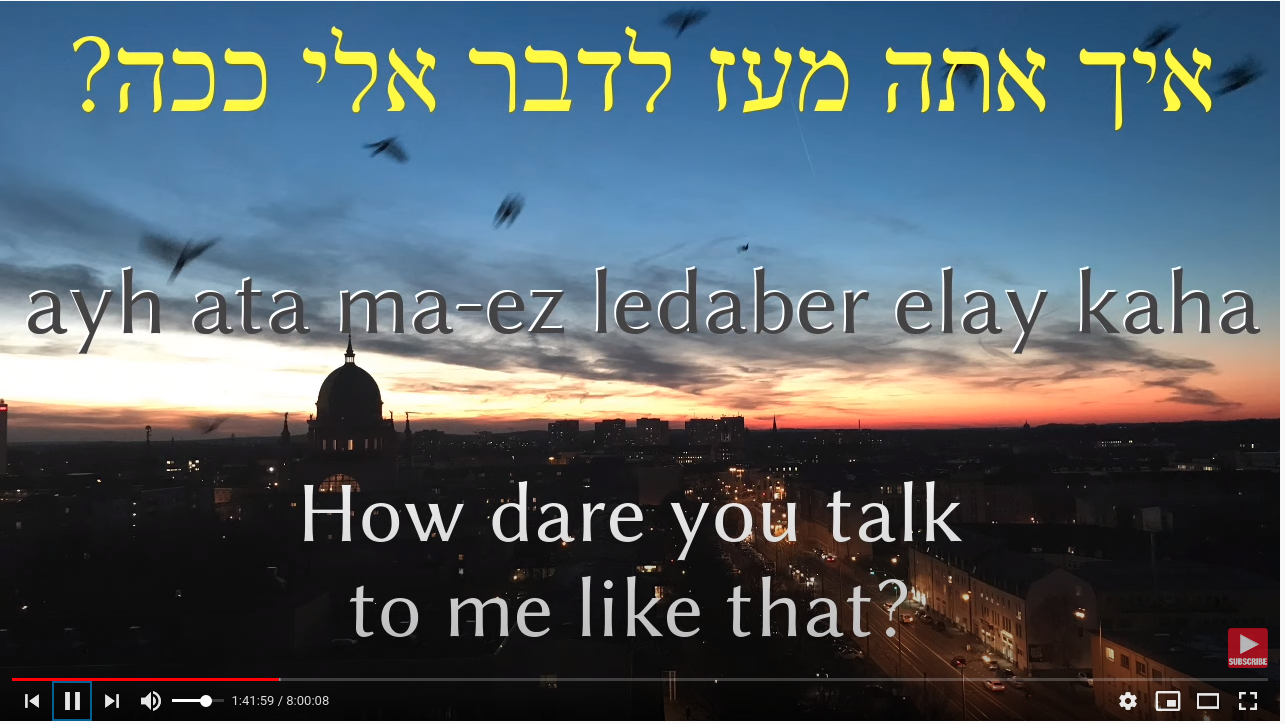 איך אתה מעז לדבר אלי ככה?
ayh ata ma-ez ledaber elay kaha
How dare you talk
to me like that?
SUBSCRIBE
1:41:59 / 8:00:08